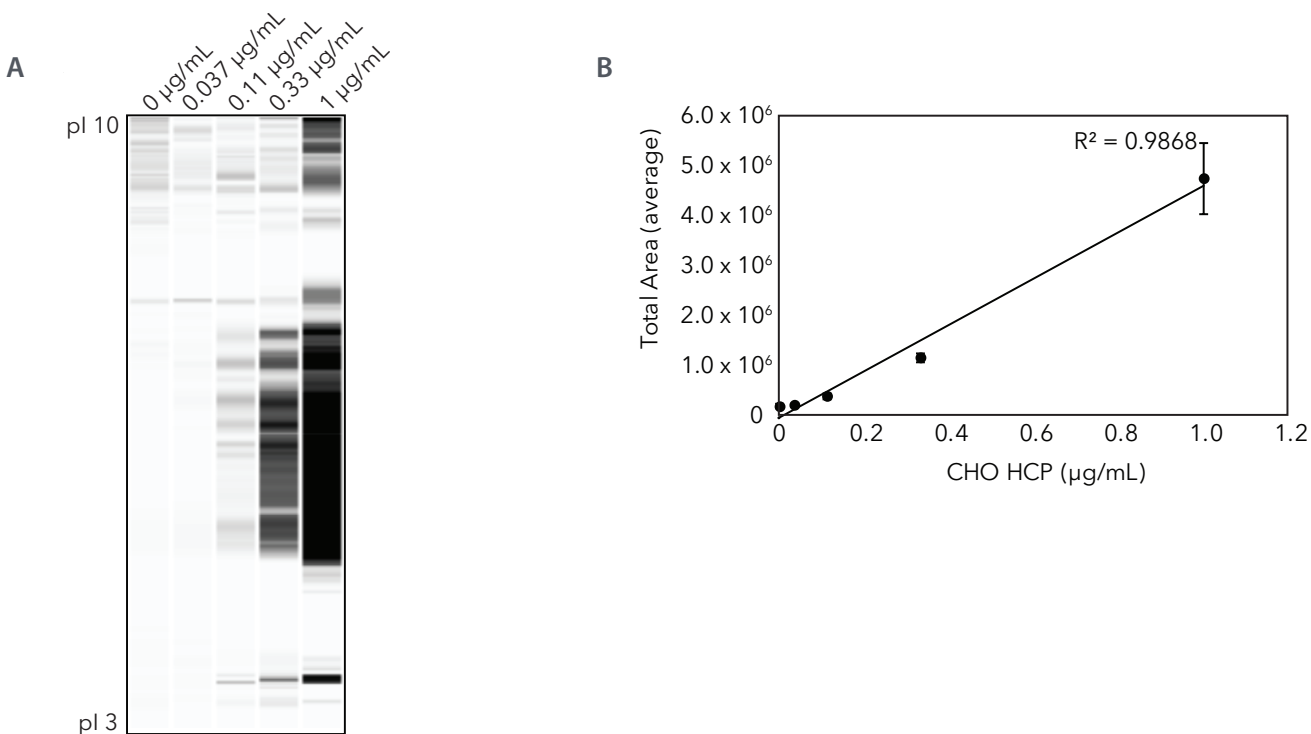 A
0 µg/mL
0.037 µg/mL
0.11 µg/mL
0.33 µg/mL
1 µg/mL
pI 10
pI 3
B
Total Area (average)
6.0 x 10⁶
5.0 x 10⁶
4.0 x 10⁶
3.0 x 10⁶
2.0 x 10⁶
1.0 x 10⁶
0
R² = 0.9868
0 0.2 0.4 0.6 0.8 1.0 1.2
CHO HCP (µg/mL)